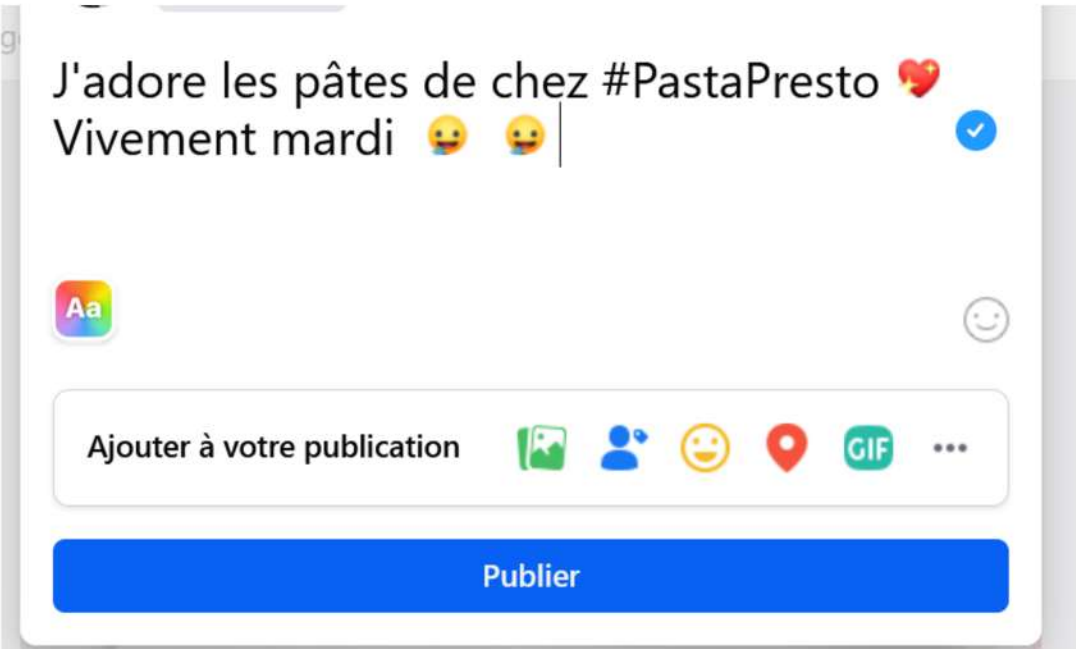 J'adore les pâtes de chez #PastaPresto 💖
Vivement mardi 🤤 🤤
Aa
Ajouter à votre publication
GIF
Publier